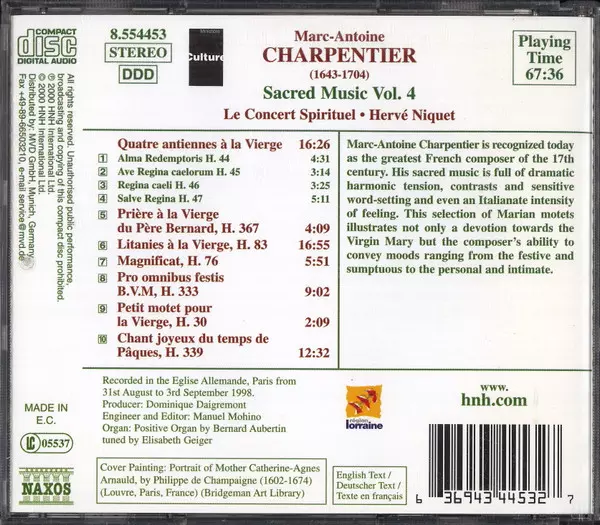 COMPACT
disc
DIGITAL AUDIO
8.554453
STEREO
DDD
Culture
Marc-Antoine
CHARPENTIER
(1643-1704)
Sacred Music Vol. 4
Le Concert Spirituel • Hervé Niquet
Playing
Time
67:36
Quatre antiennes à la Vierge 16:26
1 Alma Redemptoris H. 44 4:31
2 Ave Regina caelorum H. 45 3:14
3 Regina caeli H. 46 3:25
4 Salve Regina H. 47 5:11
5 Prière à la Vierge
du Père Bernard, H. 367 4:09
6 Litanies à la Vierge, H. 83 16:55
7 Magnificat, H. 76 5:51
8 Pro omnibus festis
B.V.M, H. 333 9:02
9 Petit motet pour
la Vierge, H. 30 2:09
10 Chant joyeux du temps de
Pâques, H. 339 12:32
Marc-Antoine Charpentier is recognized today
as the greatest French composer of the 17th
century. His sacred music is full of dramatic
harmonic tension, contrasts and sensitive
word-setting and even an Italianate intensity
of feeling. This selection of Marian motets
illustrates not only a devotion towards the
Virgin Mary but the composer's ability to
convey moods ranging from the festive and
sumptuous to the personal and intimate.
All rights reserved. Unauthorised public performance,
broadcasting and copying of this compact disc prohibited.
℗ 2000 HNH International Ltd.
© 2000 HNH International Ltd.
Distributed by: MVD GmbH, Munich, Germany
Fax +49-89-66503210, e-mail service@mvd.de
Recorded in the Eglise Allemande, Paris from
31st August to 3rd September 1998.
Producer: Dominique Daigremont
Engineer and Editor: Manuel Mohino
Organ: Positive Organ by Bernard Aubertin
tuned by Elisabeth Geiger
région
lorraine
www.
hnh.com
MADE IN
E.C.
LC 05537
NAXOS
Cover Painting: Portrait of Mother Catherine-Agnes
Arnauld, by Philippe de Champaigne (1602-1674)
(Louvre, Paris, France) (Bridgeman Art Library)
English Text /
Deutscher Text /
Texte en français
6 36943 44532 7